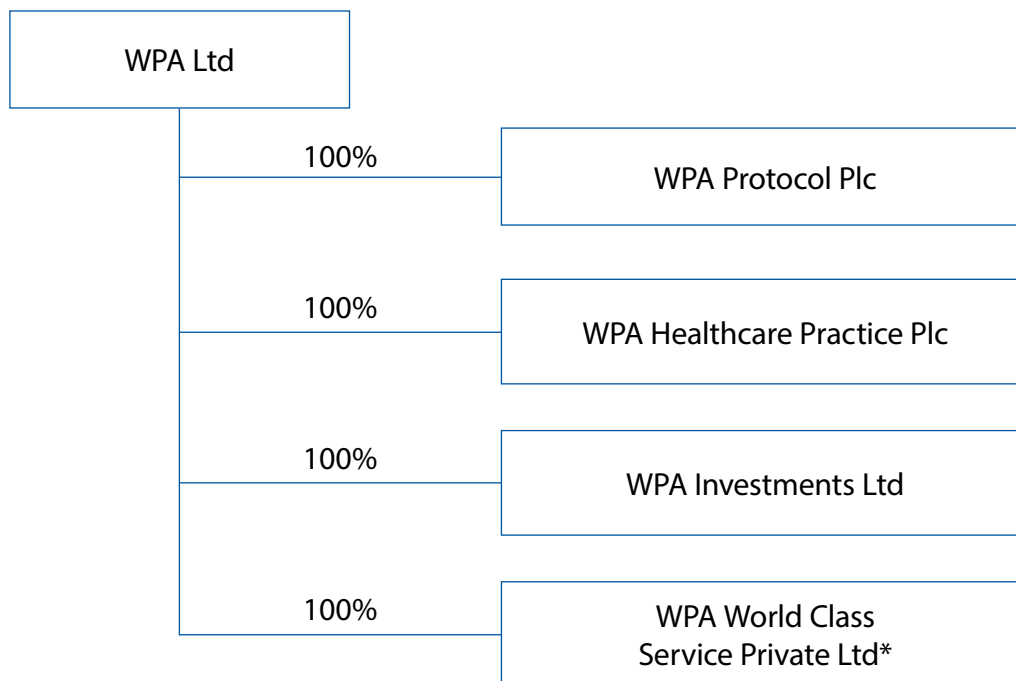 WPA Ltd
100%
WPA Protocol Plc
100%
WPA Healthcare Practice Plc
100%
WPA Investments Ltd
100%
WPA World Class
Service Private Ltd*